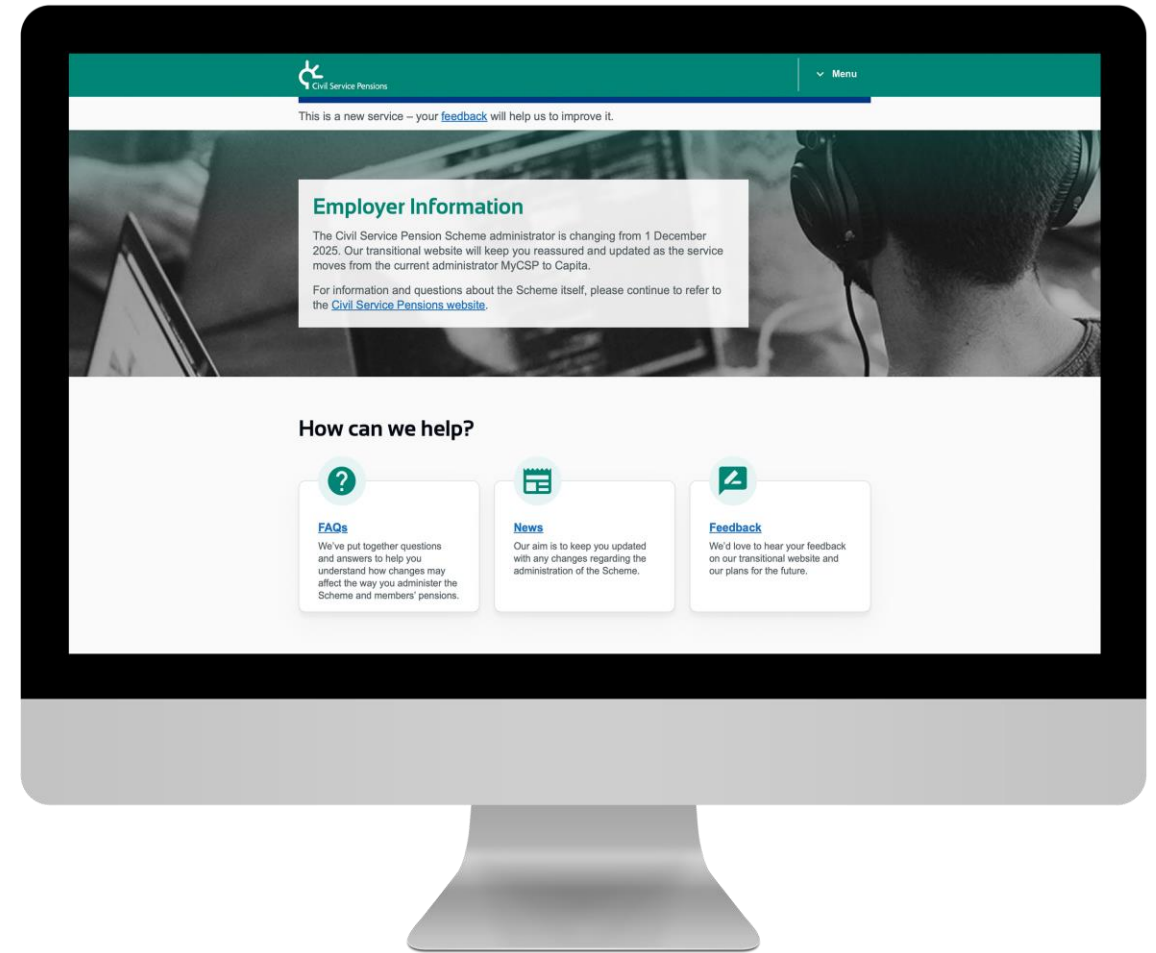 Civil Service Pensions
Menu
This is a new service – your feedback will help us to improve it.
Employer Information
The Civil Service Pension Scheme administrator is changing from 1 December
2025. Our transitional website will keep you reassured and updated as the service
moves from the current administrator MyCSP to Capita.
For information and questions about the Scheme itself, please continue to refer to
the Civil Service Pensions website.
How can we help?
FAQs
We've put together questions
and answers to help you
understand how changes may
affect the way you administer the
Scheme and members' pensions.
News
Our aim is to keep you updated
with any changes regarding the
administration of the Scheme.
Feedback
We'd love to hear your feedback
on our transitional website and
our plans for the future.